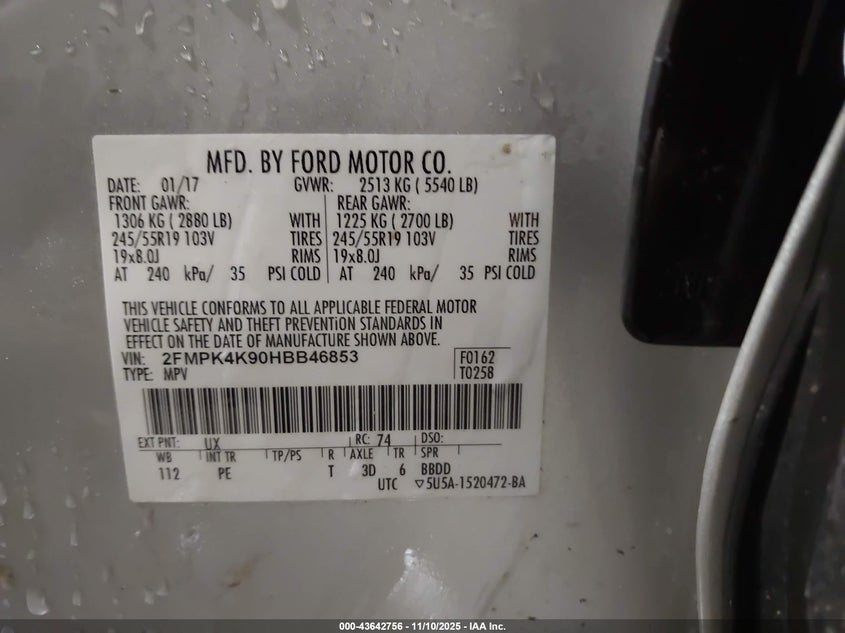 MFD. BY FORD MOTOR CO.
DATE: 01/17 GVWR: 2513 KG ( 5540 LB)
FRONT GAWR: REAR GAWR:
1306 KG ( 2880 LB) WITH 1225 KG ( 2700 LB) WITH
245/55R19 103V TIRES 245/55R19 103V TIRES
19x8.0J RIMS 19x8.0J RIMS
AT 240 kPa/ 35 PSI COLD AT 240 kPa/ 35 PSI COLD
THIS VEHICLE CONFORMS TO ALL APPLICABLE FEDERAL MOTOR
VEHICLE SAFETY AND THEFT PREVENTION STANDARDS IN
EFFECT ON THE DATE OF MANUFACTURE SHOWN ABOVE.
VIN: 2FMPK4K90HBB46853 F0162
TYPE: MPV T0258
EXT PNT: UX RC: 74 DSO:
WB INT TR TP/PS R AXLE TR SPR
112 PE T 3D 6 BBDD
UTC ▽5U5A-1520472-BA
000-43642756 - 11/10/2025 - IAA Inc.